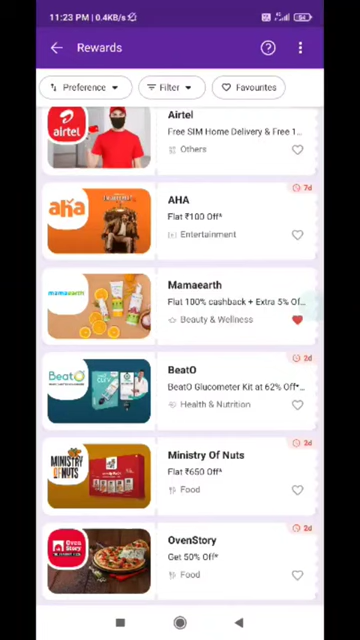 11:23 PM | 0.4KB/s
Rewards
Preference
Filter
Favourites
airtel
Airtel
Free SIM Home Delivery & Free 1...
Others
aha
7d
AHA
Flat ₹100 Off*
Entertainment
mamaearth
Mamaearth
Flat 100% cashback + Extra 5% Of...
Beauty & Wellness
BeatO
2d
BeatO
BeatO Glucometer Kit at 62% Off*...
Health & Nutrition
MINISTRY
OF NUTS
2d
Ministry Of Nuts
Flat ₹650 Off*
Food
Oven
Story
2d
OvenStory
Get 50% Off*
Food